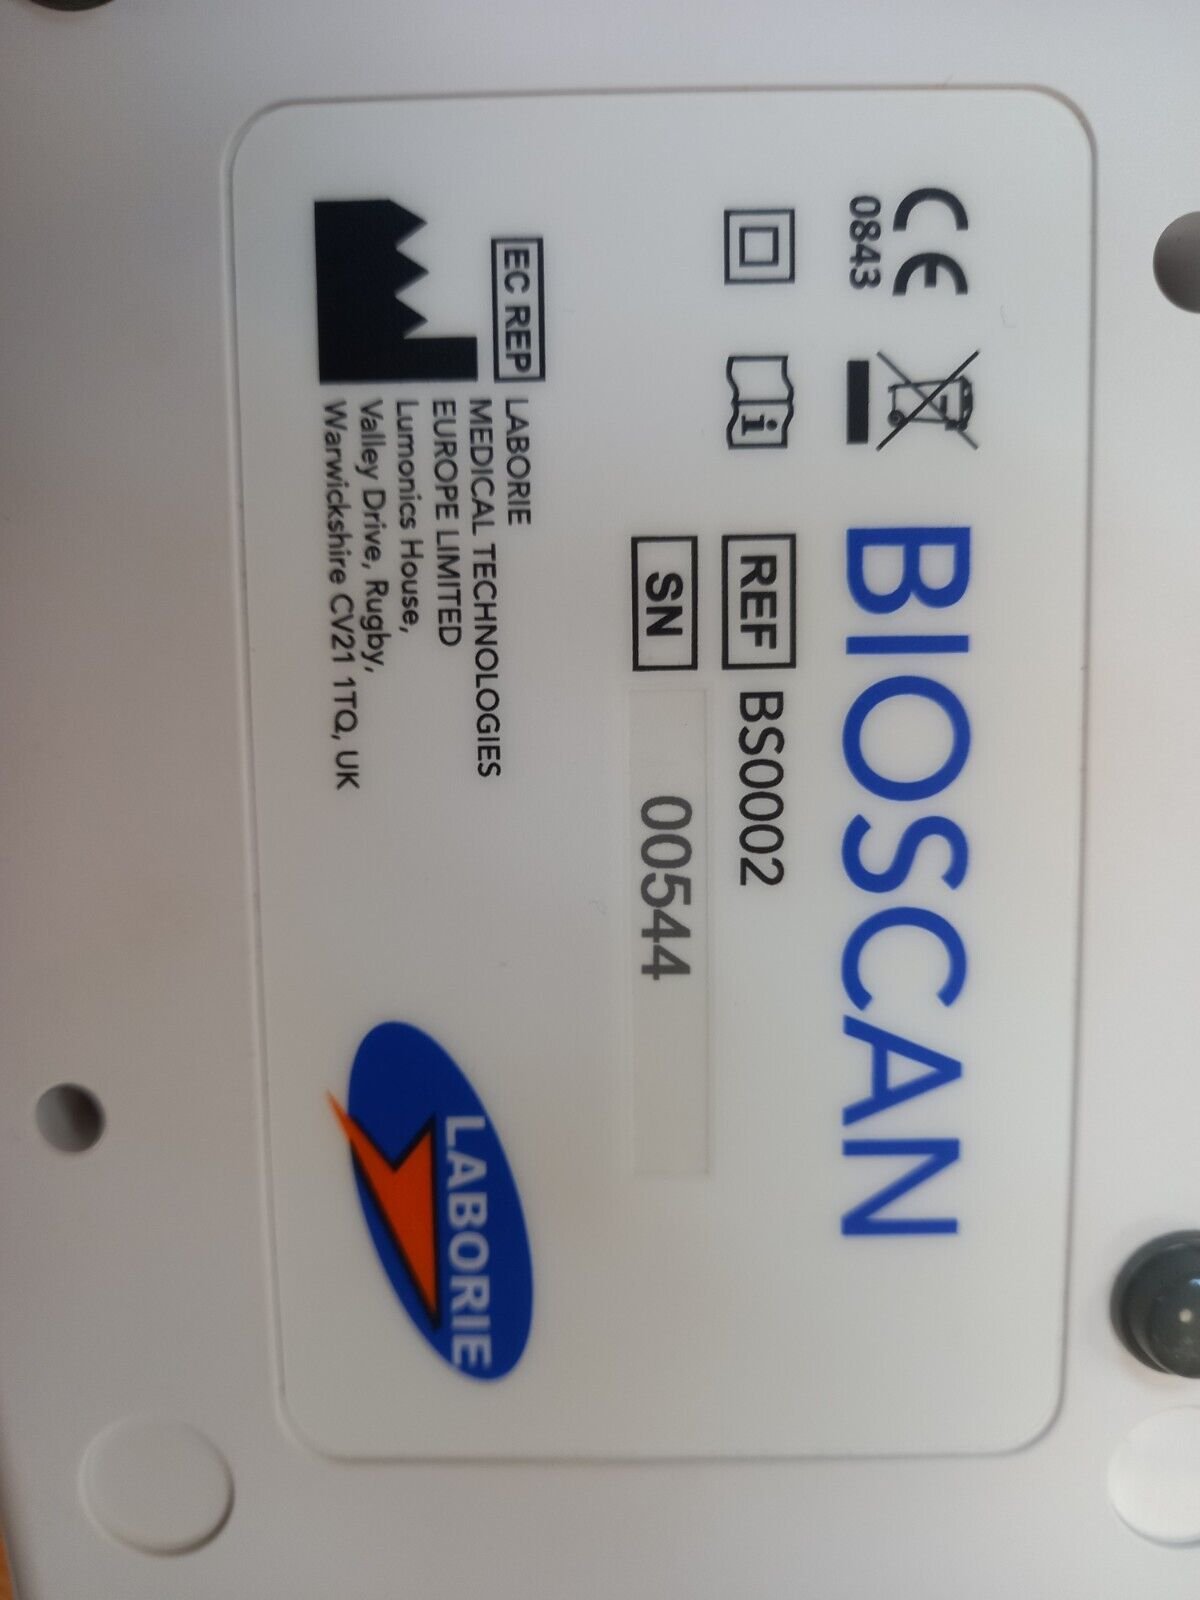 CE
0843
BIOSCAN
i
REF BS0002
SN 00544
EC REP LABORIE
MEDICAL TECHNOLOGIES
EUROPE LIMITED
Lumonics House,
Valley Drive, Rugby,
Warwickshire CV21 1TQ, UK
LABORIE